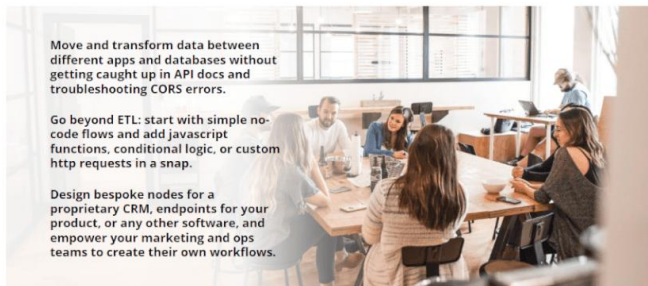 Move and transform data between
different apps and databases without
getting caught up in API docs and
troubleshooting CORS errors.
Go beyond ETL: start with simple no-
code flows and add javascript
functions, conditional logic, or custom
http requests in a snap.
Design bespoke nodes for a
proprietary CRM, endpoints for your
product, or any other software, and
empower your marketing and ops
teams to create their own workflows.